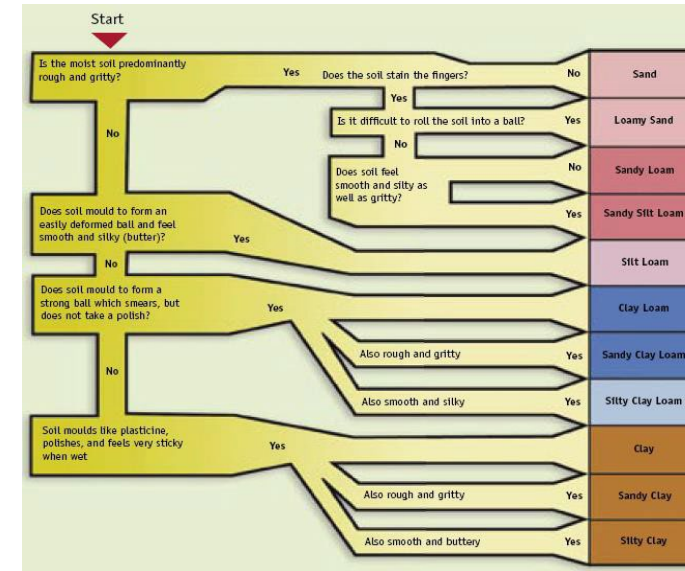 Start
Is the moist soil predominantly
rough and gritty?
Yes
Does the soil stain the fingers?
No
Sand
Yes
No
Is it difficult to roll the soil into a ball?
Yes
Loamy Sand
No
Does soil feel
smooth and silty as
well as gritty?
No
Sandy Loam
Yes
Sandy Silt Loam
Does soil mould to form an
easily deformed ball and feel
smooth and silky (butter)?
Yes
Silt Loam
No
Does soil mould to form a
strong ball which smears, but
does not take a polish?
Yes
Clay Loam
Also rough and gritty
Yes
Sandy Clay Loam
No
Also smooth and silky
Yes
Silty Clay Loam
Soil moulds like plasticine,
polishes, and feels very sticky
when wet
Yes
Clay
Also rough and gritty
Yes
Sandy Clay
Also smooth and buttery
Yes
Silty Clay